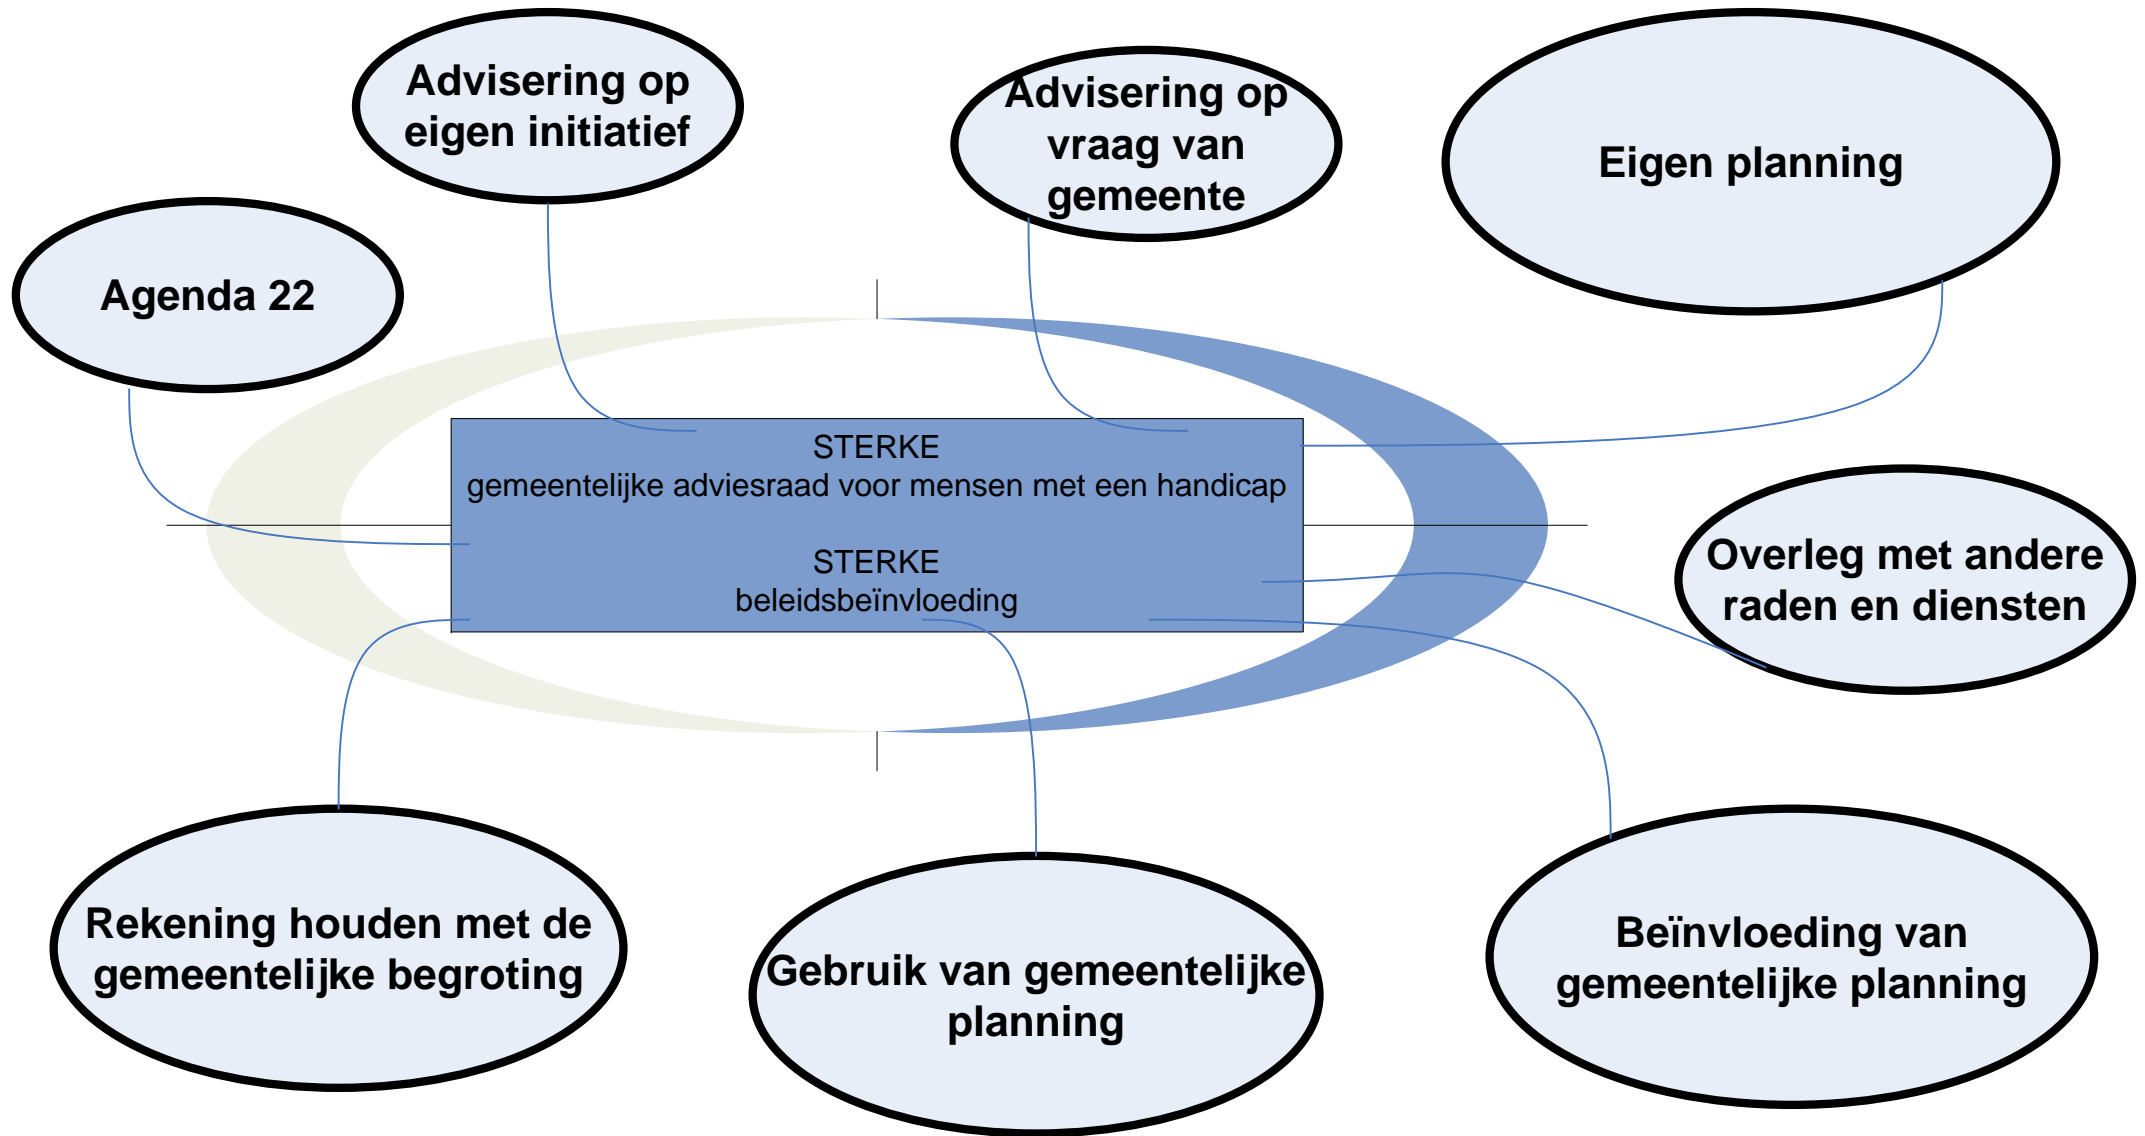 Advisering op
eigen initiatief
Advisering op
vraag van
gemeente
Eigen planning
Agenda 22
STERKE
gemeentelijke adviesraad voor mensen met een handicap
STERKE
beleidsbeïnvloeding
Overleg met andere
raden en diensten
Rekening houden met de
gemeentelijke begroting
Gebruik van gemeentelijke
planning
Beïnvloeding van
gemeentelijke planning